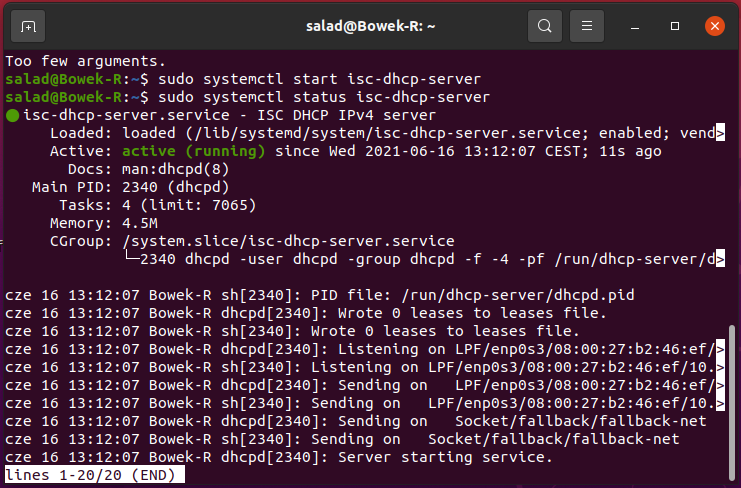 salad@Bowek-R: ~
Too few arguments.
salad@Bowek-R:~$ sudo systemctl start isc-dhcp-server
salad@Bowek-R:~$ sudo systemctl status isc-dhcp-server
● isc-dhcp-server.service - ISC DHCP IPv4 server
Loaded: loaded (/lib/systemd/system/isc-dhcp-server.service; enabled; vend>
Active: active (running) since Wed 2021-06-16 13:12:07 CEST; 11s ago
Docs: man:dhcpd(8)
Main PID: 2340 (dhcpd)
Tasks: 4 (limit: 7065)
Memory: 4.5M
CGroup: /system.slice/isc-dhcp-server.service
└─2340 dhcpd -user dhcpd -group dhcpd -f -4 -pf /run/dhcp-server/d>
cze 16 13:12:07 Bowek-R sh[2340]: PID file: /run/dhcp-server/dhcpd.pid
cze 16 13:12:07 Bowek-R dhcpd[2340]: Wrote 0 leases to leases file.
cze 16 13:12:07 Bowek-R sh[2340]: Wrote 0 leases to leases file.
cze 16 13:12:07 Bowek-R dhcpd[2340]: Listening on LPF/enp0s3/08:00:27:b2:46:ef/>
cze 16 13:12:07 Bowek-R sh[2340]: Listening on LPF/enp0s3/08:00:27:b2:46:ef/10.>
cze 16 13:12:07 Bowek-R dhcpd[2340]: Sending on   LPF/enp0s3/08:00:27:b2:46:ef/>
cze 16 13:12:07 Bowek-R sh[2340]: Sending on   LPF/enp0s3/08:00:27:b2:46:ef/10.>
cze 16 13:12:07 Bowek-R dhcpd[2340]: Sending on   Socket/fallback/fallback-net
cze 16 13:12:07 Bowek-R sh[2340]: Sending on   Socket/fallback/fallback-net
cze 16 13:12:07 Bowek-R dhcpd[2340]: Server starting service.
lines 1-20/20 (END)